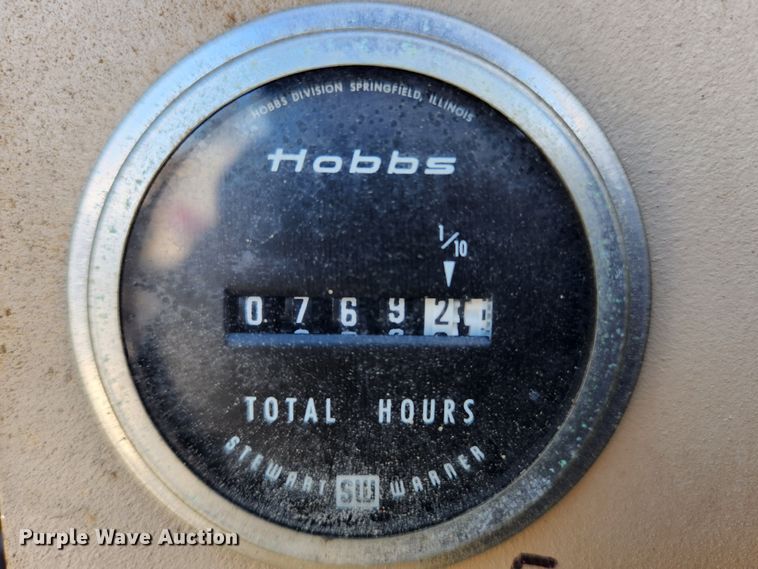 HOBBS DIVISION SPRINGFIELD, ILLINOIS
Hobbs
1/10
0 7 6 9 2
TOTAL HOURS
STEWART SW WARNER
Purple Wave Auction